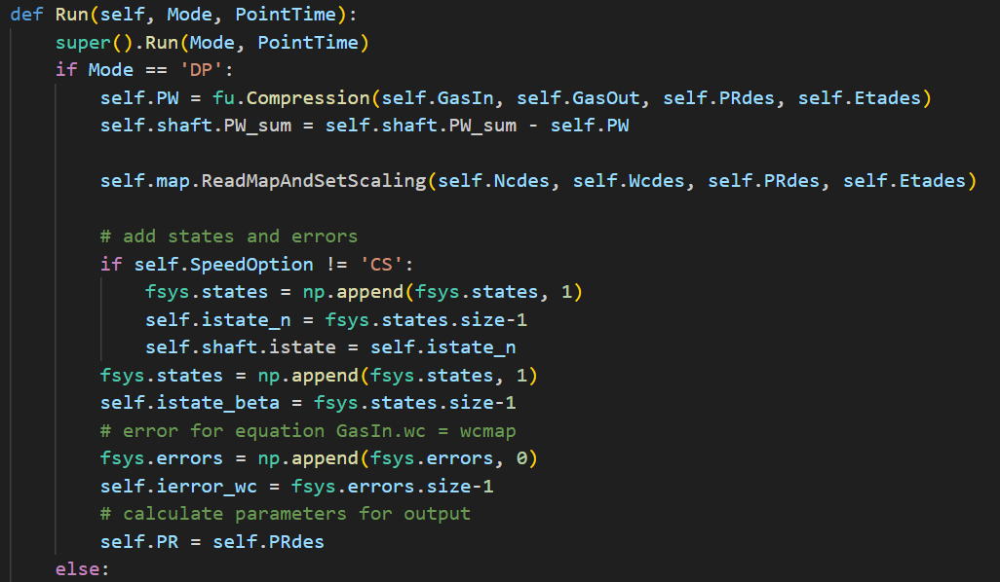 def Run(self, Mode, PointTime):
    super().Run(Mode, PointTime)
    if Mode == 'DP':
        self.PW = fu.Compression(self.GasIn, self.GasOut, self.PRdes, self.Etades)
        self.shaft.PW_sum = self.shaft.PW_sum - self.PW

        self.map.ReadMapAndSetScaling(self.Ncdes, self.Wcdes, self.PRdes, self.Etades)

        # add states and errors
        if self.SpeedOption != 'CS':
            fsys.states = np.append(fsys.states, 1)
            self.istate_n = fsys.states.size-1
            self.shaft.istate = self.istate_n
        fsys.states = np.append(fsys.states, 1)
        self.istate_beta = fsys.states.size-1
        # error for equation GasIn.wc = wcmap
        fsys.errors = np.append(fsys.errors, 0)
        self.ierror_wc = fsys.errors.size-1
        # calculate parameters for output
        self.PR = self.PRdes
    else: